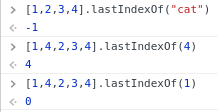 > [1,2,3,4].lastIndexOf("cat")
< -1
> [1,4,2,3,4].lastIndexOf(4)
< 4
> [1,4,2,3,4].lastIndexOf(1)
< 0